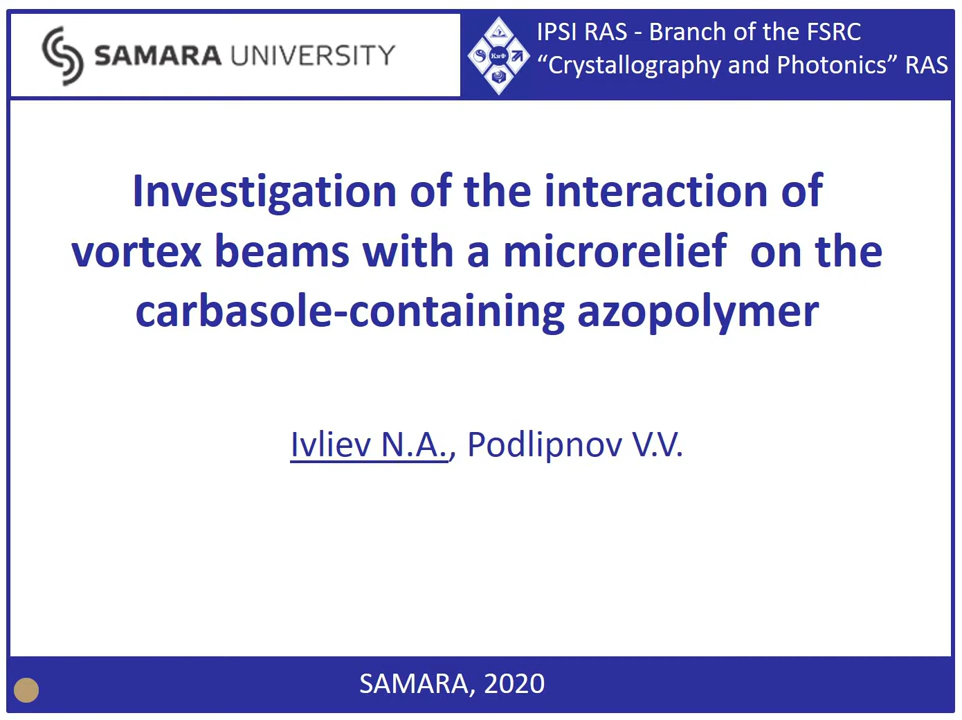 SAMARA UNIVERSITY
IPSI RAS - Branch of the FSRC
“Crystallography and Photonics” RAS
Investigation of the interaction of
vortex beams with a microrelief on the
carbasole-containing azopolymer
Ivliev N.A., Podlipnov V.V.
SAMARA, 2020